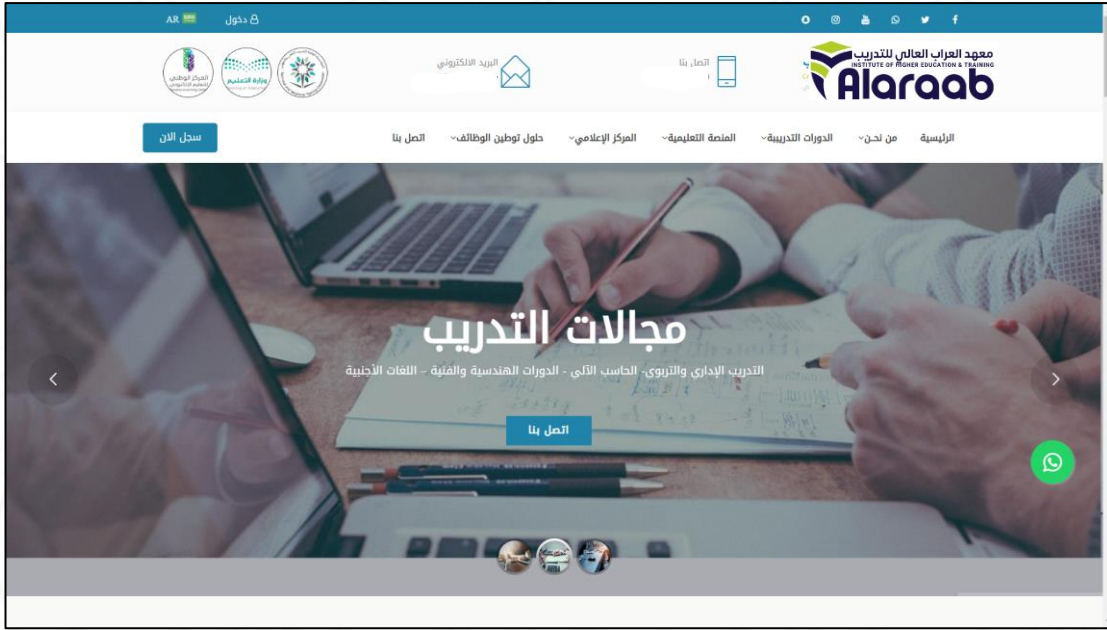 دخول
AR
معهد العراب العالي للتدريب
INSTITUTE OF HIGHER EDUCATION & TRAINING
Alaraab
اتصل بنا
البريد الالكتروني
وزارة التعليم
المركز الوطني
للتعليم الإلكتروني
الرئيسية
من نحـن
الدورات التدريبية
المنصة التعليمية
المركز الإعلامي
حلول توطين الوظائف
اتصل بنا
سجل الان
مجالات التدريب
التدريب الإداري والتربوي- الحاسب الآلي - الدورات الهندسية والفنية – اللغات الأجنبية
اتصل بنا